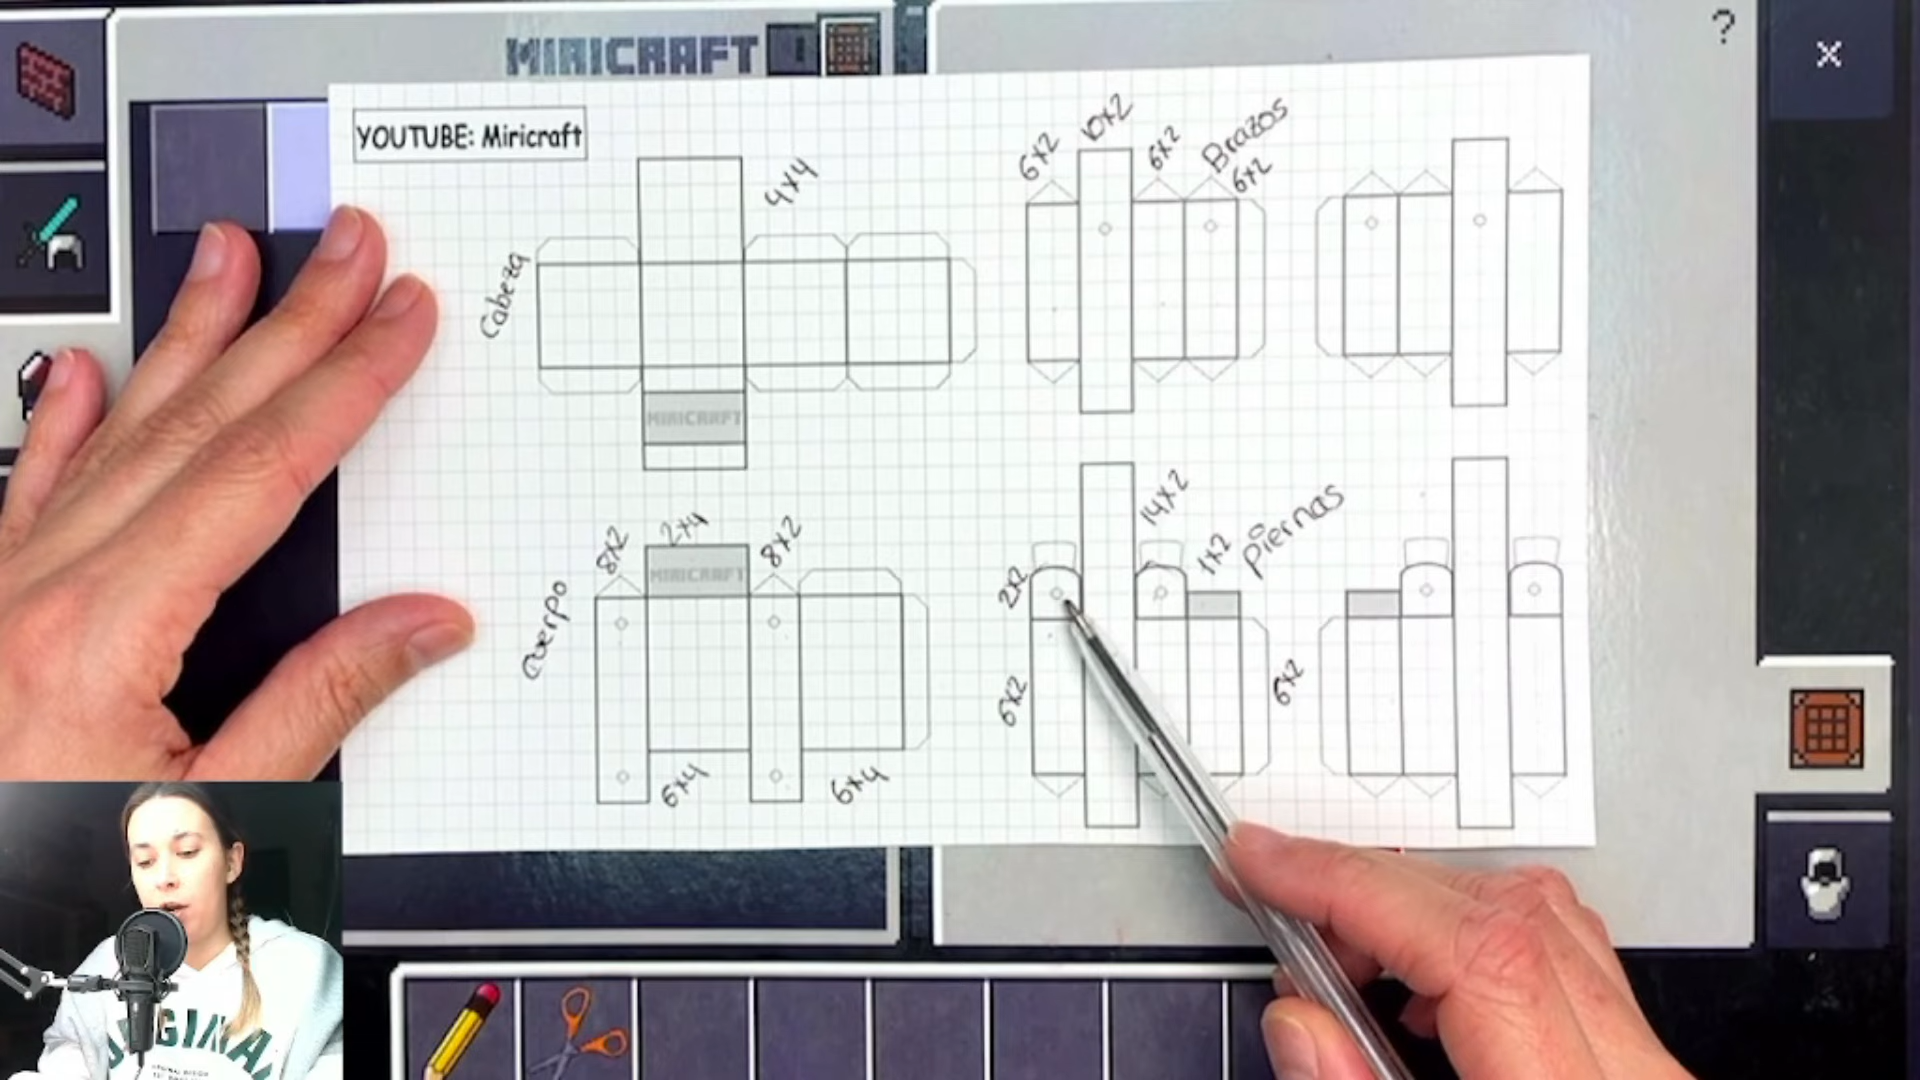 MIRICRAFT
?
YOUTUBE: Miricraft
Cabeza
4x4
MIRICRAFT
6x2
10x2
6x2
Brazos
6x2
Cuerpo
8x2
2x4
8x2
MIRICRAFT
6x4
6x4
2x2
14x2
1x2
Piernas
6x2
6x2
ORIGINAL